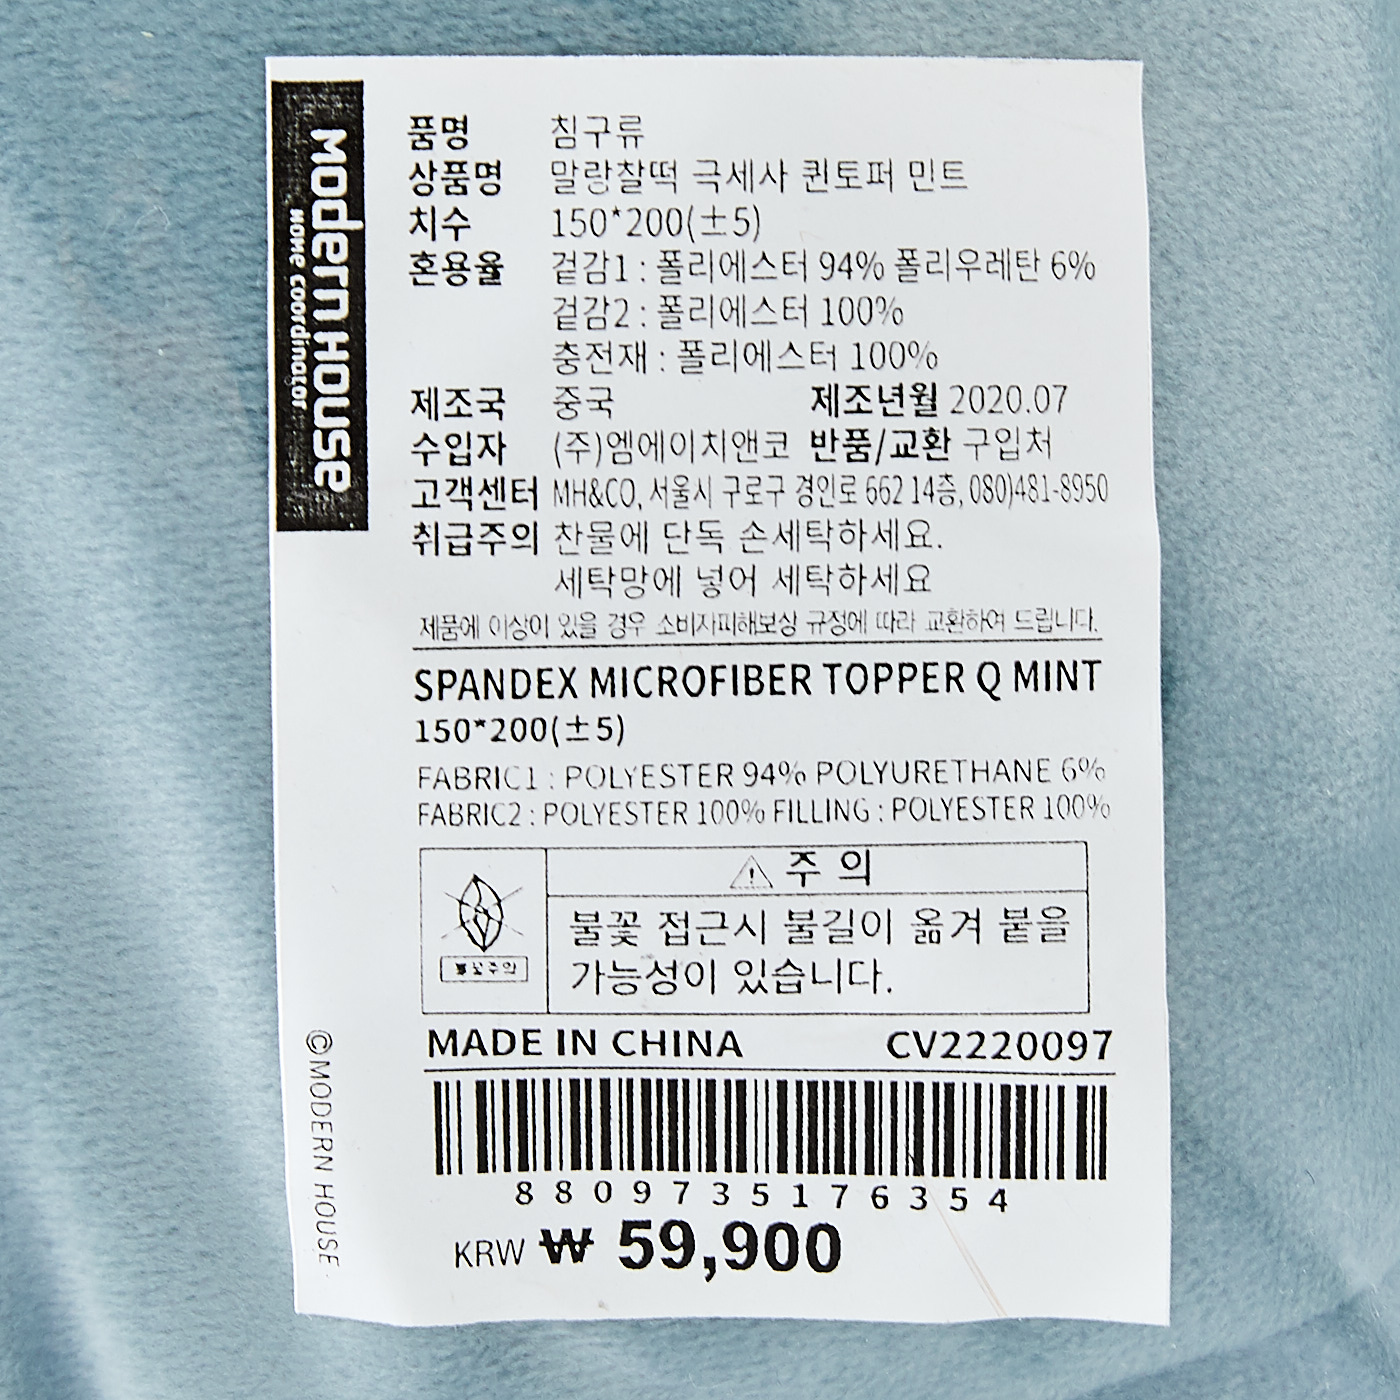 MODERN HOUSE
HOME COORDINATOR
품명 침구류
상품명 말랑찰떡 극세사 퀸토퍼 민트
치수 150*200(±5)
혼용율 겉감1 : 폴리에스터 94% 폴리우레탄 6%
겉감2 : 폴리에스터 100%
충전재 : 폴리에스터 100%
제조국 중국 제조년월 2020.07
수입자 (주)엠에이치앤코 반품/교환 구입처
고객센터 MH&CO, 서울시 구로구 경인로 662 14층, 080)481-8950
취급주의 찬물에 단독 손세탁하세요.
세탁망에 넣어 세탁하세요
제품에 이상이 있을 경우 소비자피해보상 규정에 따라 교환하여 드립니다.
SPANDEX MICROFIBER TOPPER Q MINT
150*200(±5)
FABRIC1 : POLYESTER 94% POLYURETHANE 6%
FABRIC2 : POLYESTER 100% FILLING : POLYESTER 100%
주 의
불꽃주의
불꽃 접근시 불길이 옮겨 붙을
가능성이 있습니다.
MADE IN CHINA CV2220097
8809735176354
KRW ₩ 59,900
©MODERN HOUSE